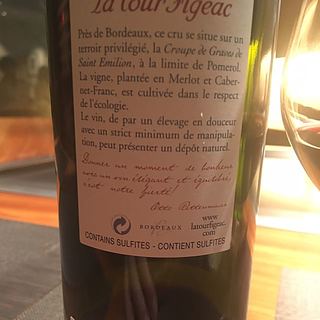 La Tour Figeac
Près de Bordeaux, ce cru se situe sur un
terroir privilégié, la Croupe de Graves de
Saint Emilion, à la limite de Pomerol.
La vigne, plantée en Merlot et Caber-
net-Franc, est cultivée dans le respect
de l'écologie.
Le vin, de par un élevage en douceur
avec un strict minimum de manipula-
tion, peut présenter un dépôt naturel.
Donner un moment de bonheur
avec un vin élégant et équilibré,
c'est notre fierté!
Otto Rettenmaier
BORDEAUX
www.
latourfigeac.
com
CONTAINS SULFITES - CONTIENT SULFITES